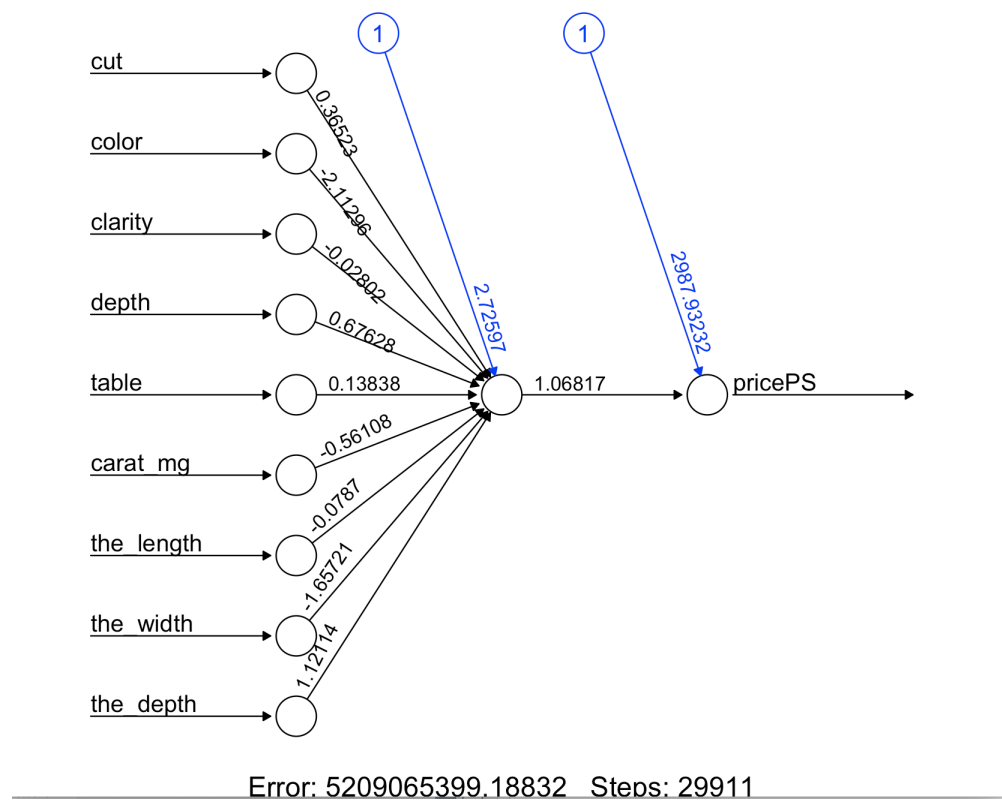 1
1
cut
0.36523
color
-2.11296
clarity
-0.02802
depth
0.67628
2.72597
2987.93232
table
0.13838
1.06817
pricePS
carat_mg
-0.56108
the_length
-0.0787
the_width
-1.65721
the_depth
1.12114
Error: 5209065399.18832 Steps: 29911